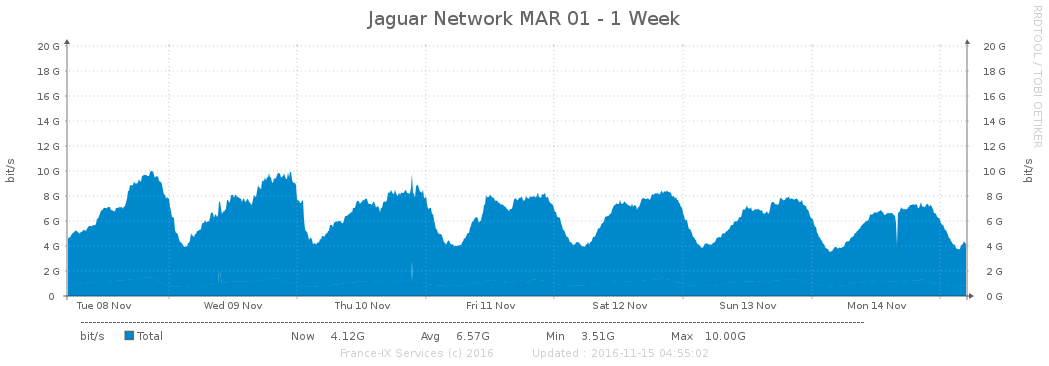 Jaguar Network MAR 01 - 1 Week
RRDTOOL / TOBI OETIKER
bit/s
bit/s
20 G 20 G
18 G 18 G
16 G 16 G
14 G 14 G
12 G 12 G
10 G 10 G
8 G 8 G
6 G 6 G
4 G 4 G
2 G 2 G
0 0 G
Tue 08 Nov Wed 09 Nov Thu 10 Nov Fri 11 Nov Sat 12 Nov Sun 13 Nov Mon 14 Nov
bit/s Total Now 4.12G Avg 6.57G Min 3.51G Max 10.00G
France-IX Services (c) 2016 Updated : 2016-11-15 04:55:02